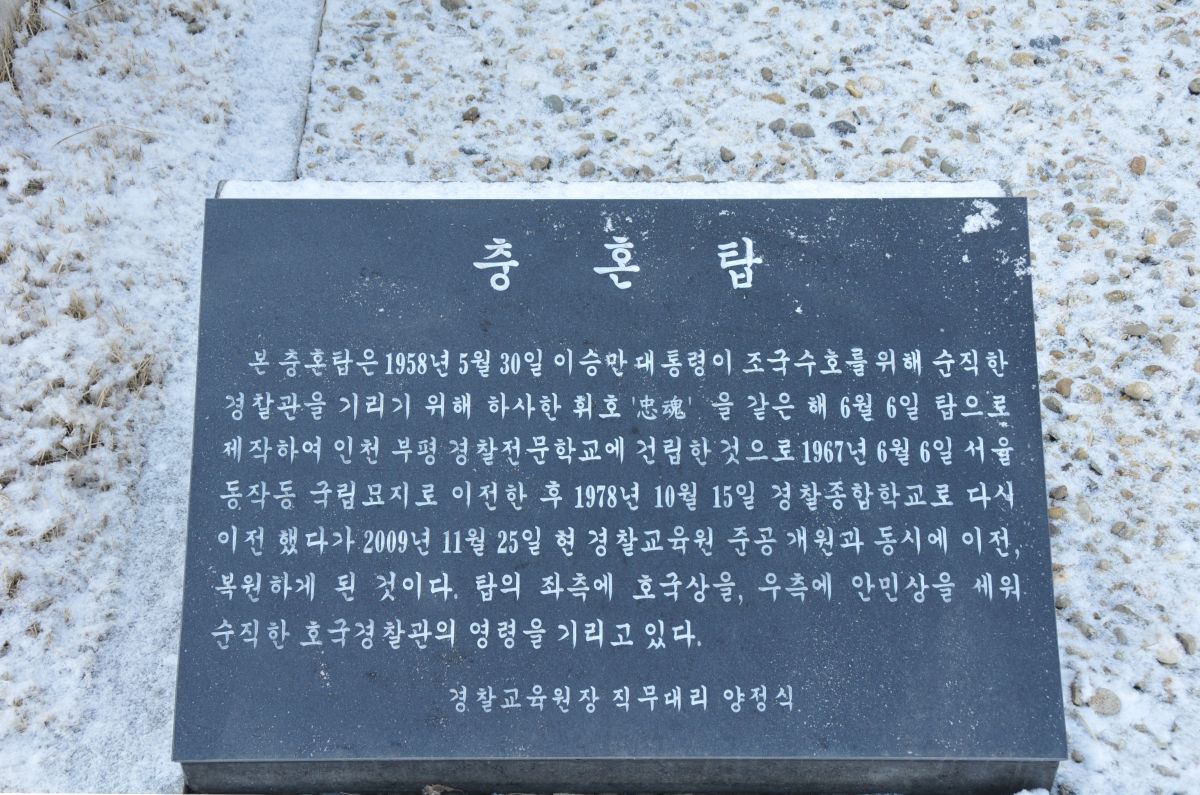 충 혼 탑
본 충혼탑은 1958년 5월 30일 이승만 대통령이 조국수호를 위해 순직한
경찰관을 기리기 위해 하사한 휘호 '忠魂' 을 같은 해 6월 6일 탑으로
제작하여 인천 부평 경찰전문학교에 건립한 것으로 1967년 6월 6일 서울
동작동 국립묘지로 이전한 후 1978년 10월 15일 경찰종합학교로 다시
이전 했다가 2009년 11월 25일 현 경찰교육원 준공 개원과 동시에 이전,
복원하게 된 것이다. 탑의 좌측에 호국상을, 우측에 안민상을 세워
순직한 호국경찰관의 영령을 기리고 있다.
경찰교육원장 직무대리 양정식